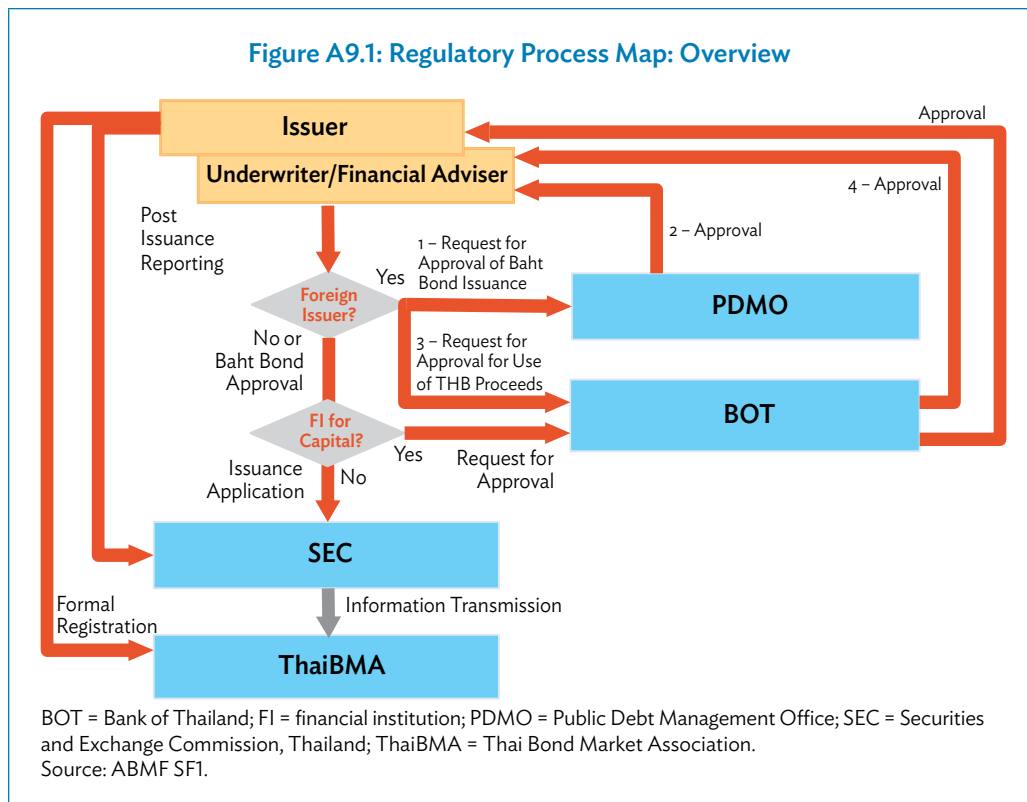 Figure A9.1: Regulatory Process Map: Overview
Issuer
Approval
Underwriter/Financial Adviser
4 – Approval
Post
Issuance
Reporting
2 – Approval
1 – Request for
Approval of Baht
Bond Issuance
Yes
Foreign
Issuer?
PDMO
No or
Baht Bond
Approval
3 – Request for
Approval for Use
of THB Proceeds
BOT
FI for
Capital?
Yes
Request for
Approval
Issuance
Application
No
SEC
Information Transmission
Formal
Registration
ThaiBMA
BOT = Bank of Thailand; FI = financial institution; PDMO = Public Debt Management Office; SEC = Securities
and Exchange Commission, Thailand; ThaiBMA = Thai Bond Market Association.
Source: ABMF SF1.